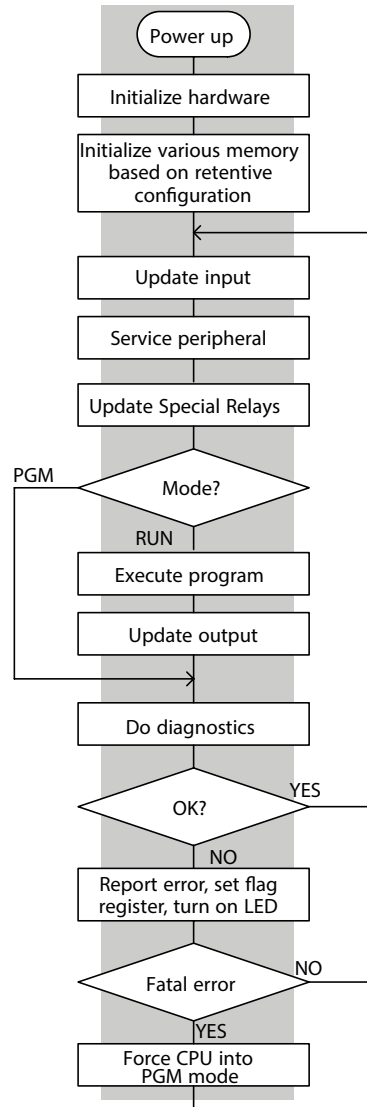 Power up
Initialize hardware
Initialize various memory
based on retentive
configuration
Update input
Service peripheral
Update Special Relays
PGM
Mode?
RUN
Execute program
Update output
Do diagnostics
YES
OK?
NO
Report error, set flag
register, turn on LED
NO
Fatal error
YES
Force CPU into
PGM mode